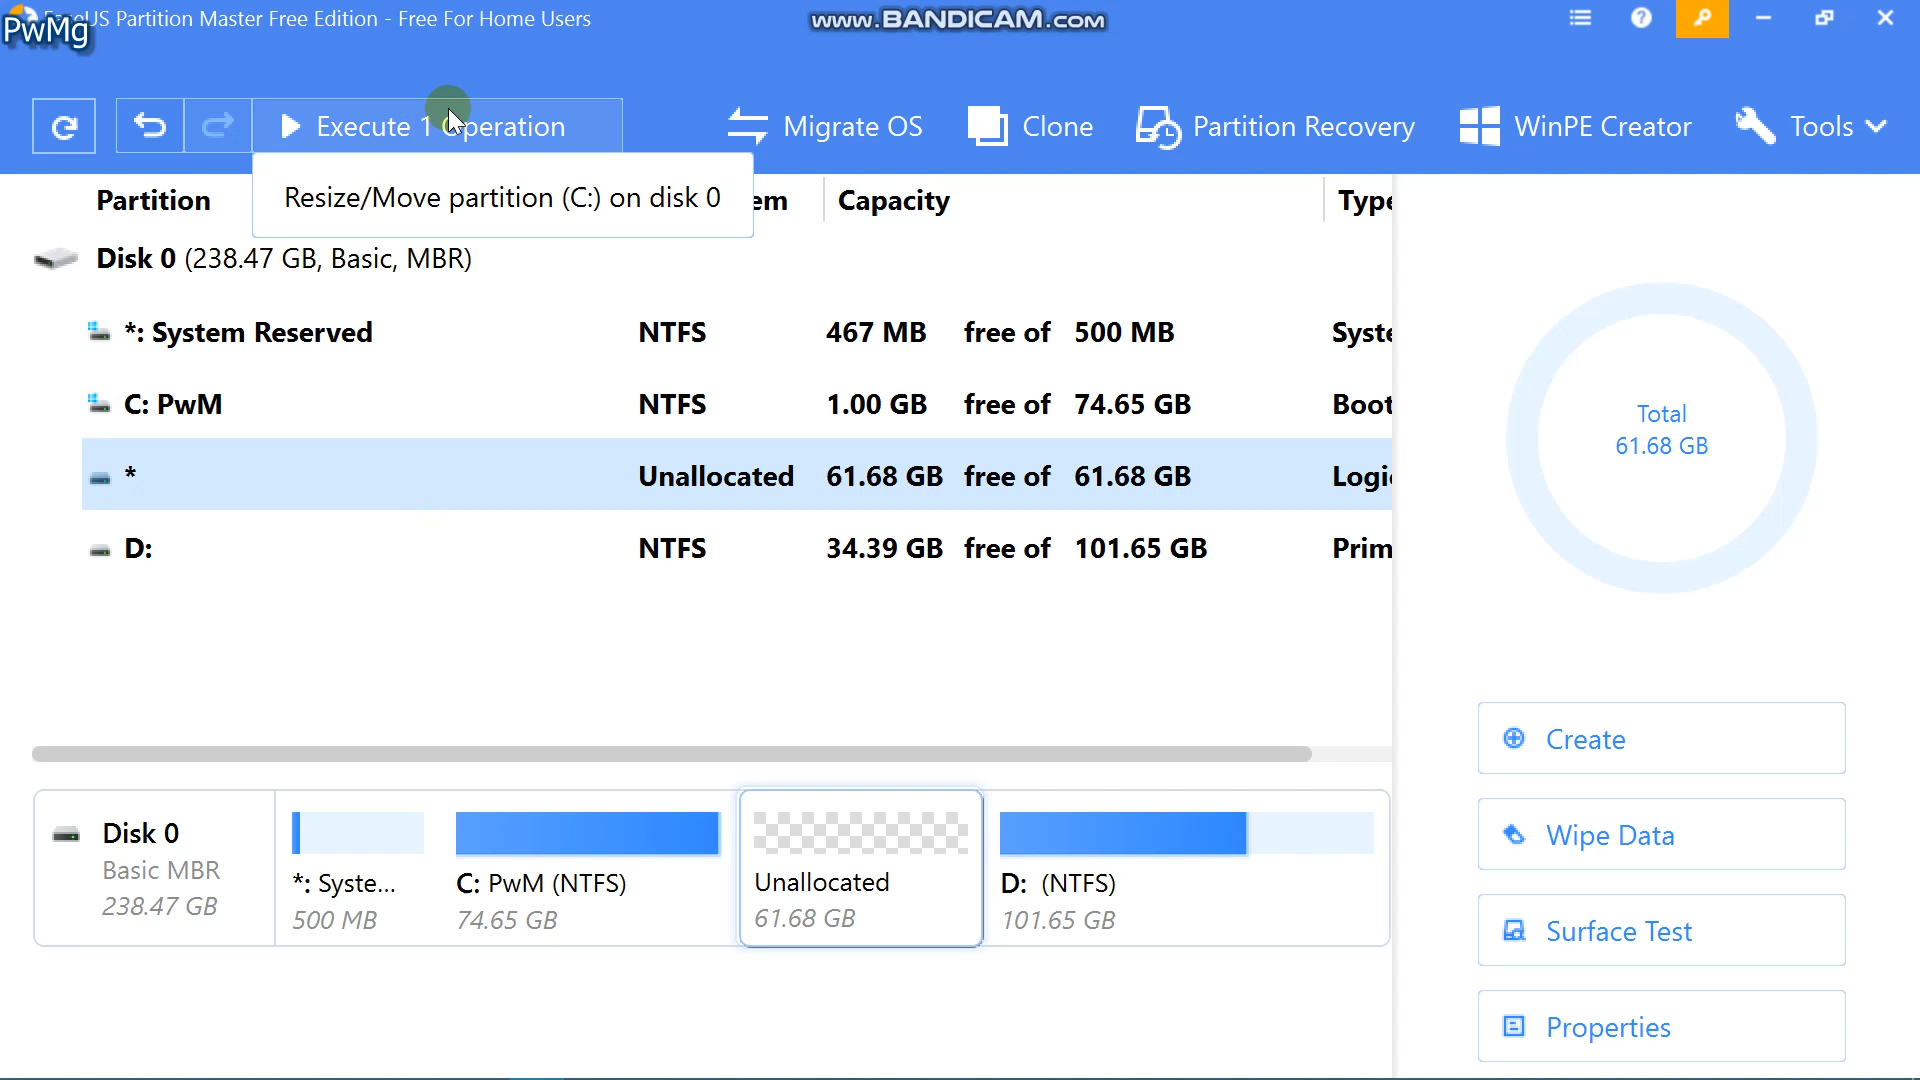 PwMg
US Partition Master Free Edition - Free For Home Users
www.BANDICAM.com
Execute 1 Operation
Migrate OS
Clone
Partition Recovery
WinPE Creator
Tools
Resize/Move partition (C:) on disk 0
Partition
em
Capacity
Type
Disk 0 (238.47 GB, Basic, MBR)
*: System Reserved NTFS 467 MB free of 500 MB Syste
C: PwM NTFS 1.00 GB free of 74.65 GB Boot
* Unallocated 61.68 GB free of 61.68 GB Logi
D: NTFS 34.39 GB free of 101.65 GB Prim
Total
61.68 GB
Create
Wipe Data
Surface Test
Properties
Disk 0
Basic MBR
238.47 GB
*: Syste...
500 MB
C: PwM (NTFS)
74.65 GB
Unallocated
61.68 GB
D: (NTFS)
101.65 GB